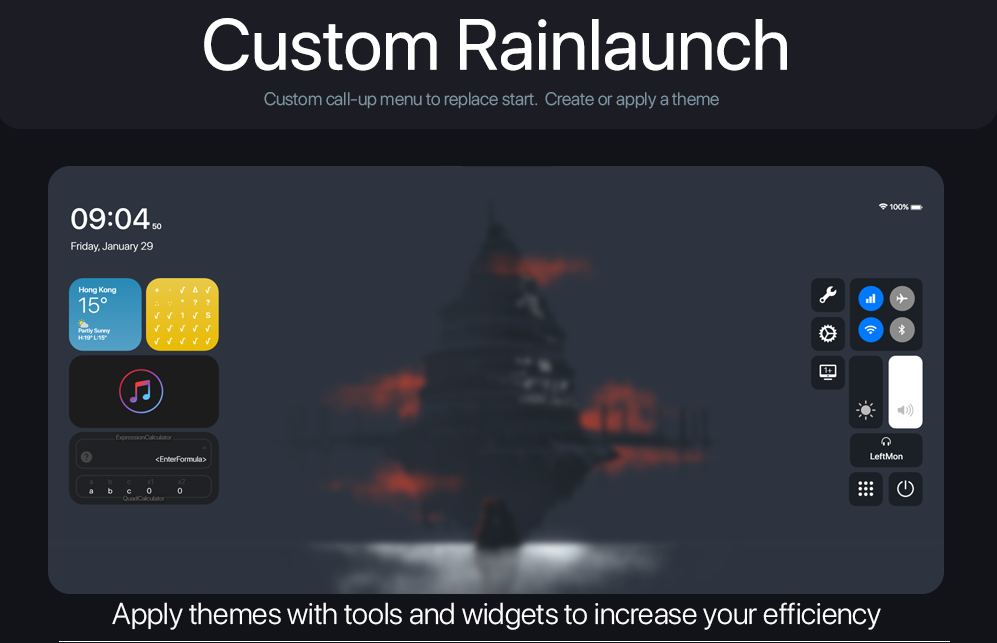 Custom Rainlaunch
Custom call-up menu to replace start. Create or apply a theme
09:04 50
Friday, January 29
100%
Hong Kong
15°
Partly Sunny
H:19° L:15°
+ · √ Δ √
∴ ∵ ° ? ?
√ √ 1 √ S
√ √ √ √ √
√ √ √ √ √
1+
ExpressionCalculator
?
<EnterFormula>
a b c x1 x2
a b c 0 0
QuadCalculator
LeftMon
Apply themes with tools and widgets to increase your efficiency